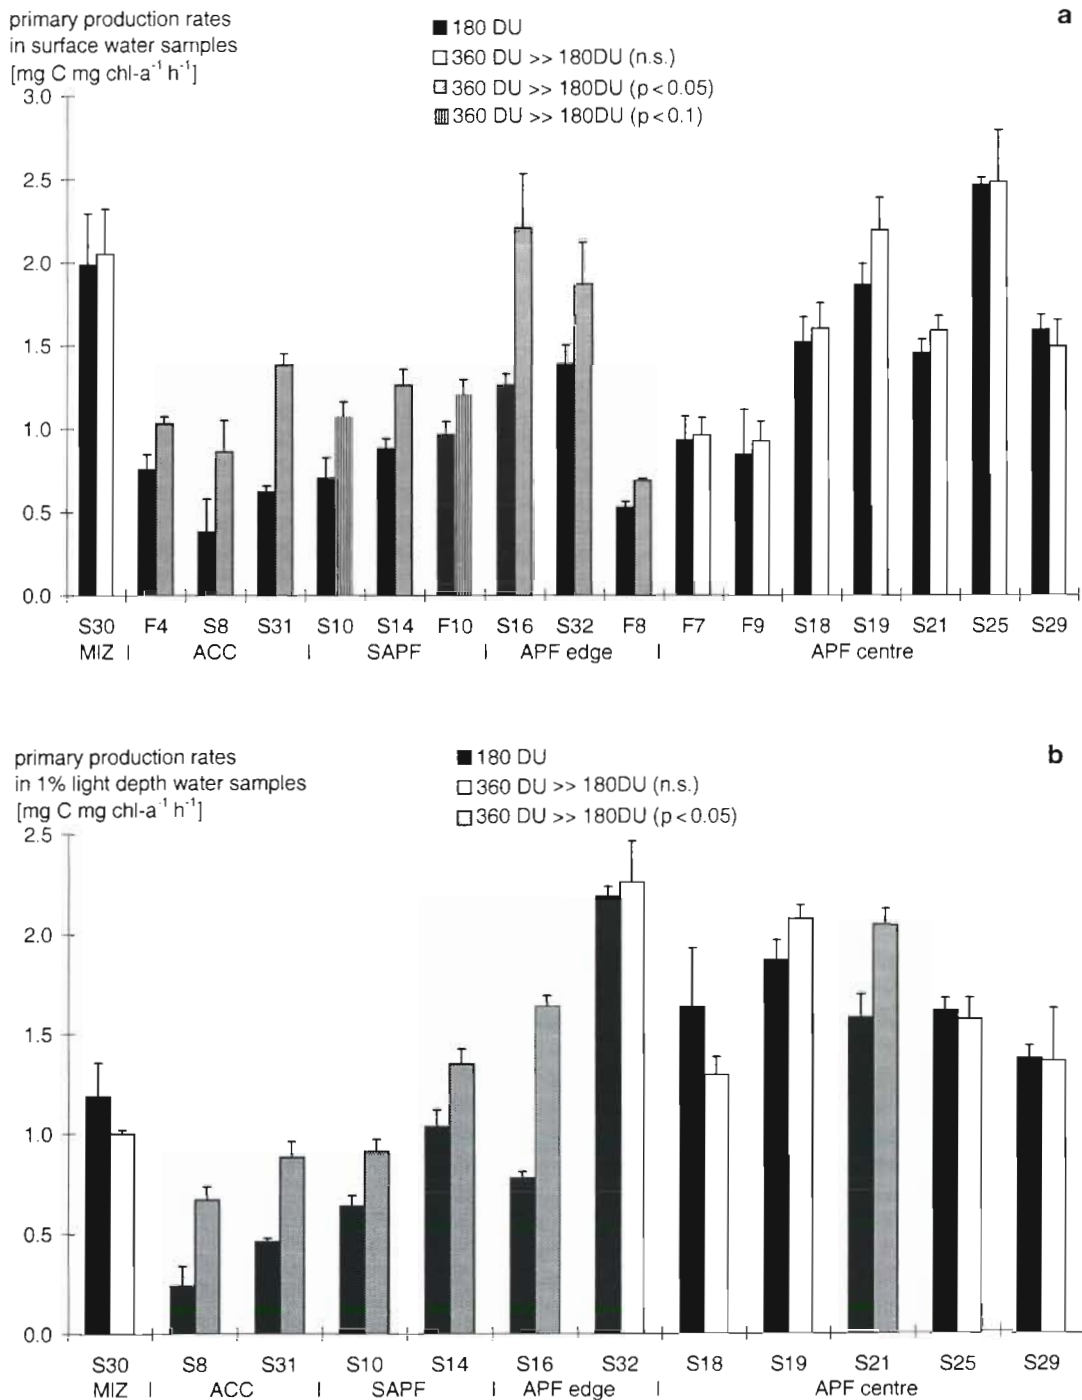 primary production rates
in surface water samples
[mg C mg chl-a⁻¹ h⁻¹]
180 DU
360 DU >> 180DU (n.s.)
360 DU >> 180DU (p<0.05)
360 DU >> 180DU (p<0.1)
a
3.0
2.5
2.0
1.5
1.0
0.5
0.0
S30 F4 S8 S31 S10 S14 F10 S16 S32 F8 F7 F9 S18 S19 S21 S25 S29
MIZ | ACC | SAPF | APF edge | APF centre
primary production rates
in 1% light depth water samples
[mg C mg chl-a⁻¹ h⁻¹]
180 DU
360 DU >> 180DU (n.s.)
360 DU >> 180DU (p<0.05)
b
2.5
2.0
1.5
1.0
0.5
0.0
S30 S8 S31 S10 S14 S16 S32 S18 S19 S21 S25 S29
MIZ | ACC | SAPF | APF edge | APF centre